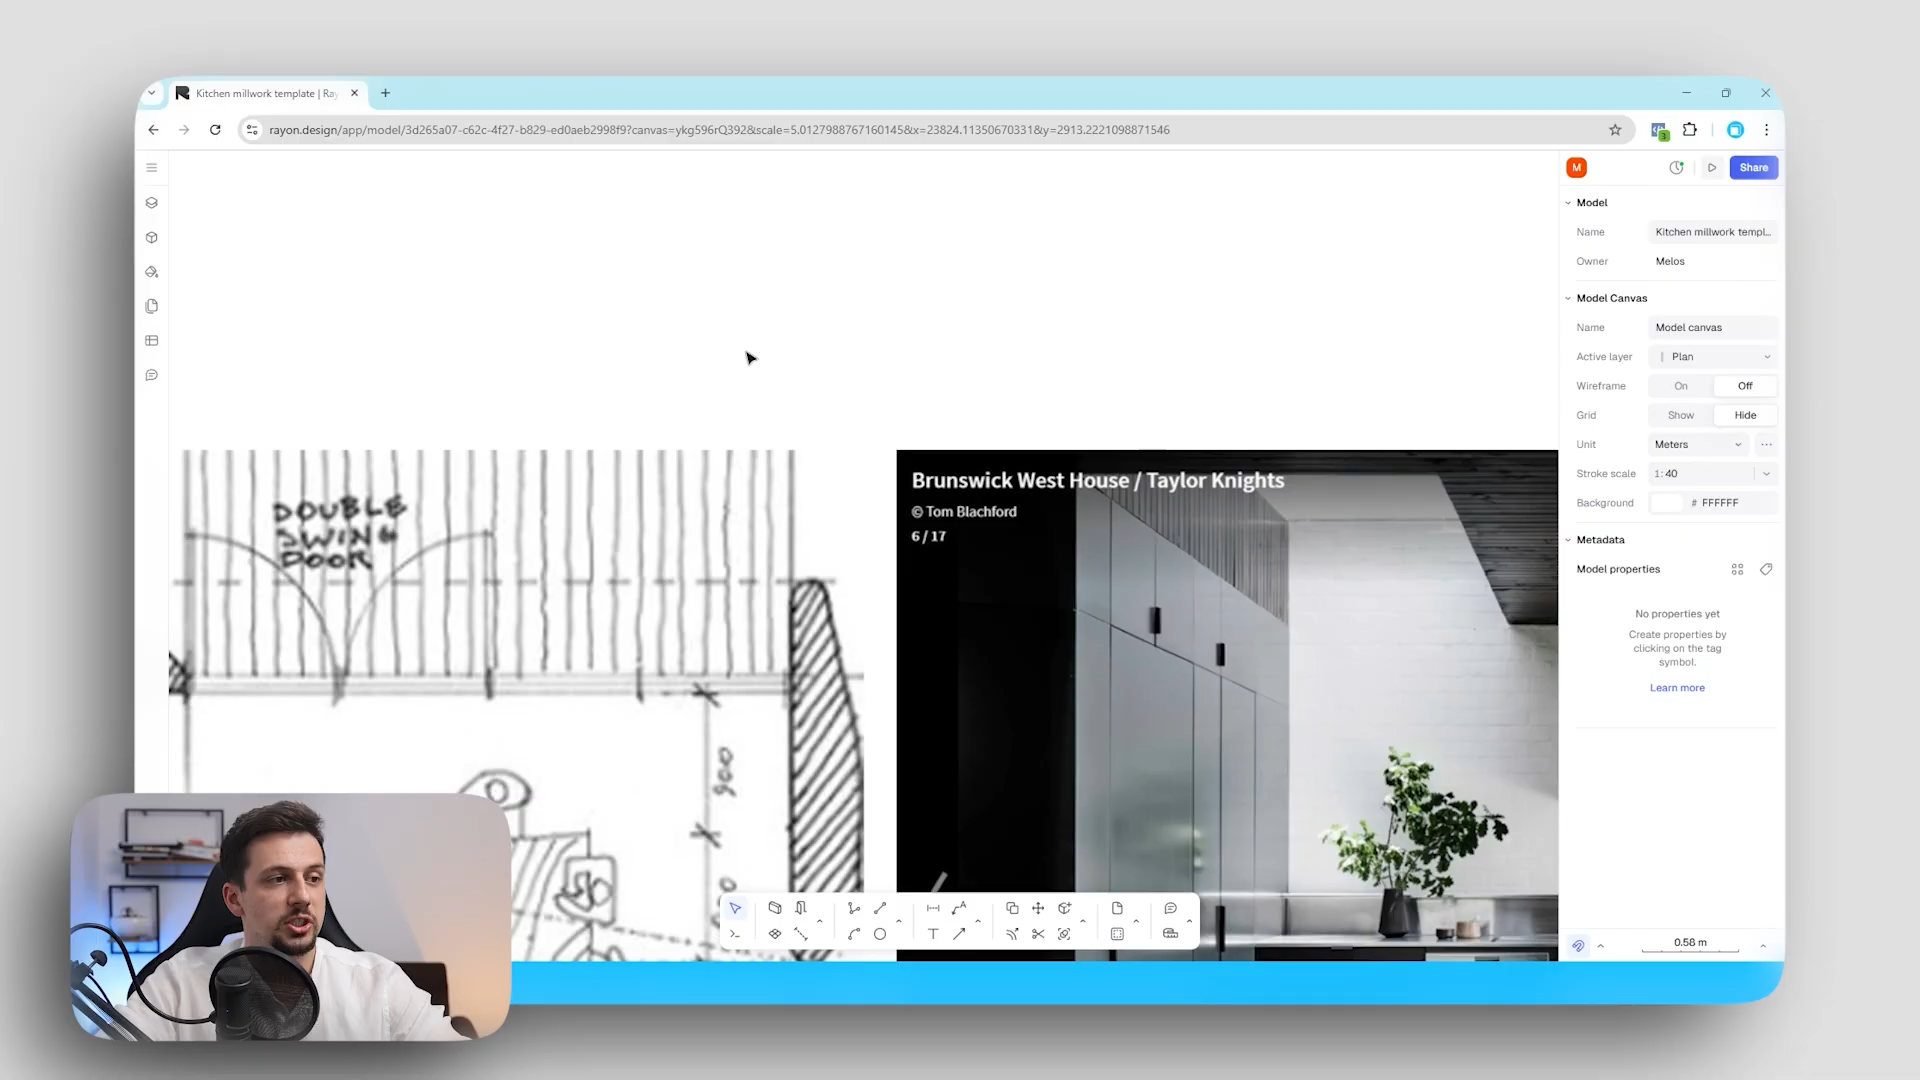 Kitchen millwork template | Ray
rayon.design/app/model/3d265a07-c62c-4f27-b829-ed0aeb2998f9?canvas=ykg596rQ392&scale=5.01279887671601​45&x=23824.11350670331&y=2913.2221098871546
3
M
Share
Model
Name
Kitchen millwork templ...
Owner
Melos
Model Canvas
Name
Model canvas
Active layer
Plan
Wireframe
On
Off
Grid
Show
Hide
Unit
Meters
Stroke scale
1: 40
Background
# FFFFFF
Metadata
Model properties
No properties yet
Create properties by
clicking on the tag
symbol.
Learn more
0.58 m
DOUBLE
SWING
DOOR
900
Brunswick West House / Taylor Knights
© Tom Blachford
6 / 17